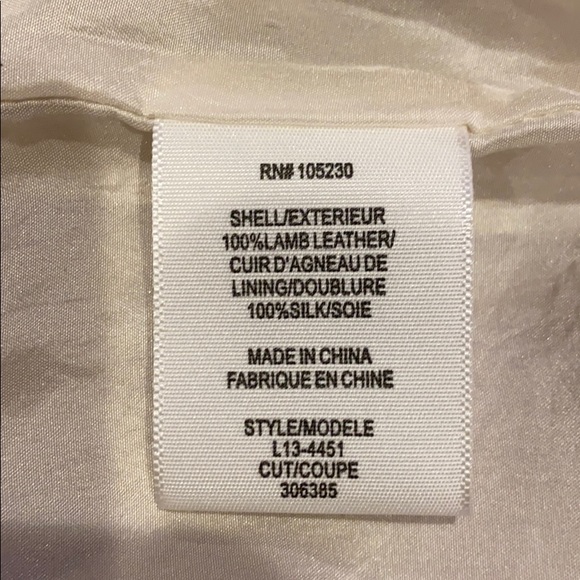 RN# 105230
SHELL/EXTERIEUR
100%LAMB LEATHER/
CUIR D'AGNEAU DE
LINING/DOUBLURE
100%SILK/SOIE
MADE IN CHINA
FABRIQUE EN CHINE
STYLE/MODELE
L13-4451
CUT/COUPE
306385